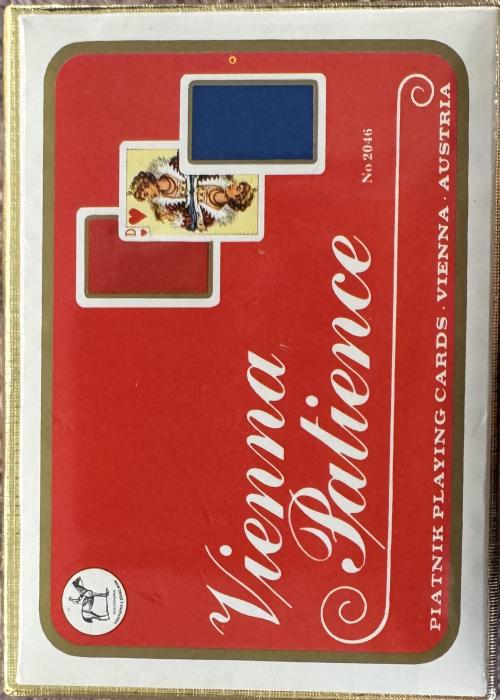 D
No 2046
Vienna
Patience
PIATNIK PLAYING CARDS · VIENNA · AUSTRIA